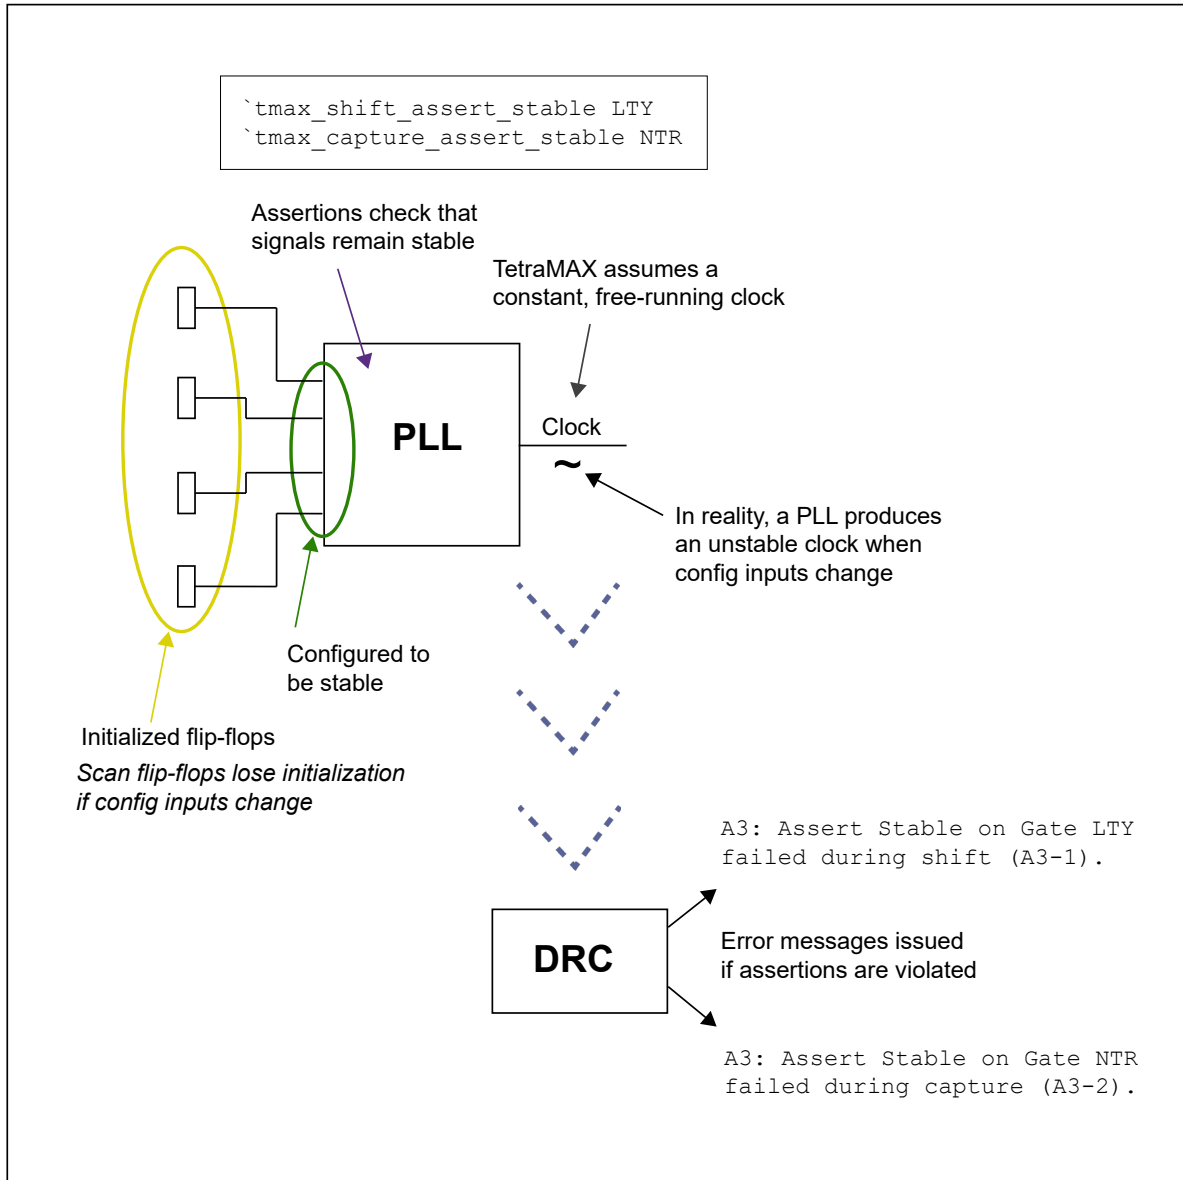 `tmax_shift_assert_stable LTY
`tmax_capture_assert_stable NTR
Assertions check that
signals remain stable
TetraMAX assumes a
constant, free-running clock
PLL
Clock
~
In reality, a PLL produces
an unstable clock when
config inputs change
Configured to
be stable
Initialized flip-flops
Scan flip-flops lose initialization
if config inputs change
A3: Assert Stable on Gate LTY
failed during shift (A3-1).
DRC
Error messages issued
if assertions are violated
A3: Assert Stable on Gate NTR
failed during capture (A3-2).